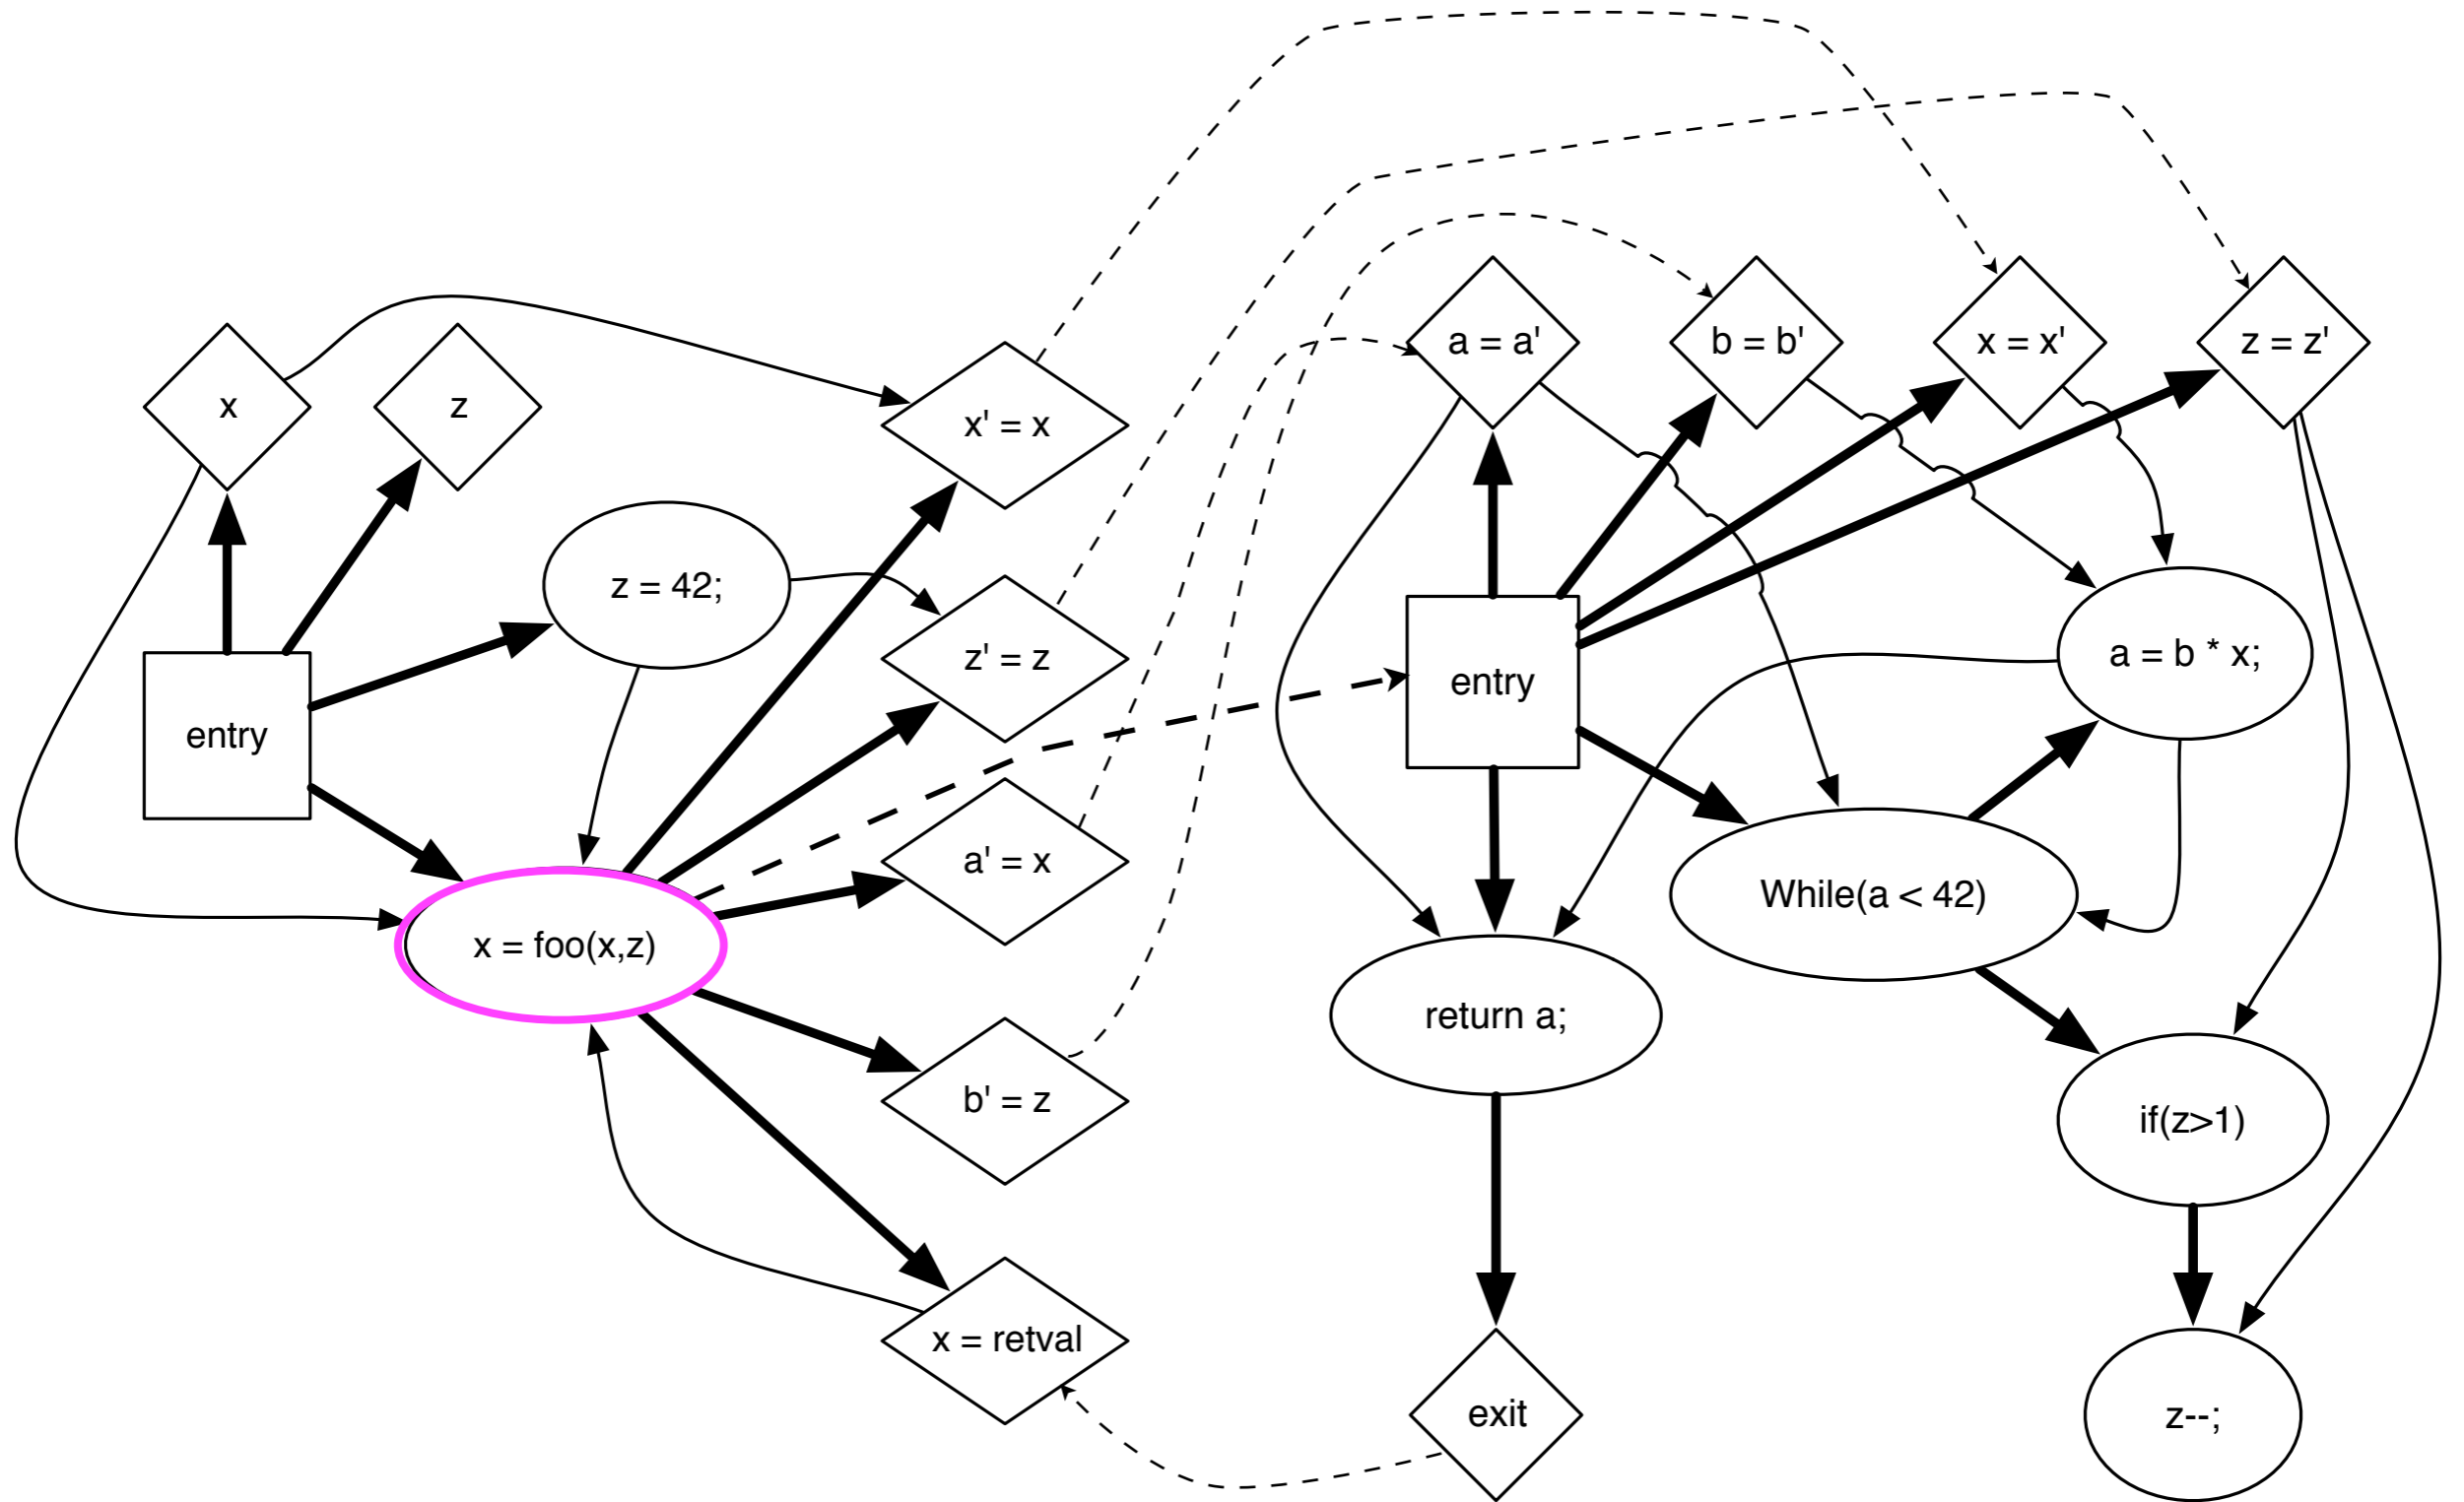 x
z
x' = x
z = 42;
z' = z
entry
a' = x
x = foo(x,z)
b' = z
x = retval
a = a'
b = b'
x = x'
z = z'
entry
a = b * x;
While(a < 42)
return a;
if(z>1)
exit
z--;